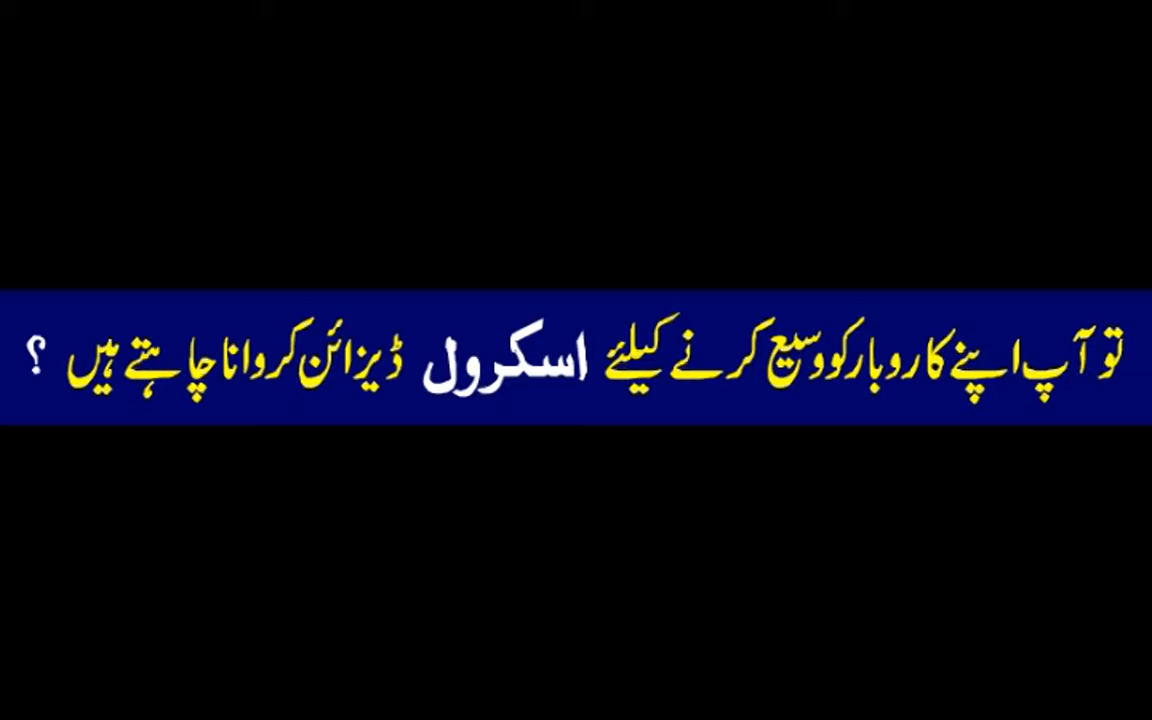 تو آپ اپنے کاروبار کو وسیع کرنے کیلئے اسکرول ڈیزائن کروانا چاہتے ہیں ؟